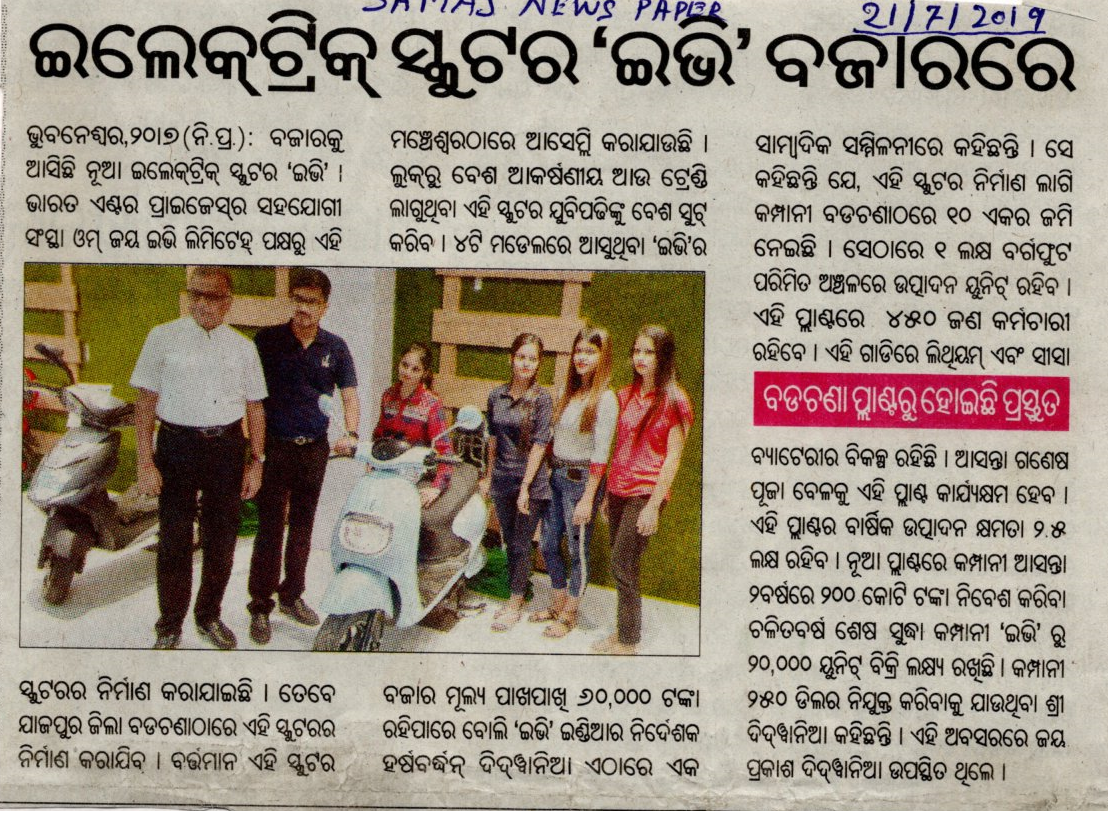 SAMAJ NEWS PAPER
21/7/2019
ଇଲେକ୍‌ଟ୍ରିକ୍ ସ୍କୁଟର ‘ଇଭି’ ବଜାରରେ
ଭୁବନେଶ୍ୱର,୨୦ା୭(ନି.ପ୍ର.): ବଜାରକୁ
ଆସିଛି ନୂଆ ଇଲେକ୍‌ଟ୍ରିକ୍ ସ୍କୁଟର ‘ଇଭି’ ।
ଭାରତ ଏଣ୍ଟର ପ୍ରାଇଜେସ୍‌ର ସହଯୋଗୀ
ସଂସ୍ଥା ଓମ୍ ଜୟ ଇଭି ଲିମିଟେଡ୍ ପକ୍ଷରୁ ଏହି
ସ୍କୁଟରର ନିର୍ମାଣ କରାଯାଇଛି । ତେବେ
ଯାଜପୁର ଜିଲା ବଡଚଣାଠାରେ ଏହି ସ୍କୁଟରର
ନିର୍ମାଣ କରାଯିବ । ବର୍ତ୍ତମାନ ଏହି ସ୍କୁଟର
ମଞ୍ଚେଶ୍ୱରଠାରେ ଆସେମ୍ଲି କରାଯାଉଛି ।
ଲୁକ୍‌ରୁ ବେଶ ଆକର୍ଷଣୀୟ ଆଉ ଟ୍ରେଣ୍ଡି
ଲାଗୁଥିବା ଏହି ସ୍କୁଟର ଯୁବପିଢିଙ୍କୁ ବେଶ ସୁଟ୍
କରିବ । ୪ଟି ମଡେଲରେ ଆସୁଥିବା ‘ଇଭି’ର
ବଜାର ମୂଲ୍ୟ ପାଖପାଖି ୬୦,୦୦୦ ଟଙ୍କା
ରହିପାରେ ବୋଲି ‘ଇଭି’ ଇଣ୍ଡିଆର ନିର୍ଦେଶକ
ହର୍ଷବର୍ଦ୍ଧନ୍ ଦିଦ୍‌ୱାନିଆ ଏଠାରେ ଏକ
ସାମ୍ବାଦିକ ସମ୍ମିଳନୀରେ କହିଛନ୍ତି । ସେ
କହିଛନ୍ତି ଯେ, ଏହି ସ୍କୁଟର ନିର୍ମାଣ ଲାଗି
କମ୍ପାନୀ ବଡଚଣାଠରେ ୧୦ ଏକର ଜମି
ନେଇଛି । ସେଠାରେ ୧ ଲକ୍ଷ ବର୍ଗଫୁଟ
ପରିମିତ ଅଞ୍ଚଳରେ ଉତ୍ପାଦନ ୟୁନିଟ୍ ରହିବ ।
ଏହି ପ୍ଲାଣ୍ଟରେ ୪୫୦ ଜଣ କର୍ମଚାରୀ
ରହିବେ । ଏହି ଗାଡିରେ ଲିଥିୟମ୍ ଏବଂ ସୀସା
ବଡଚଣା ପ୍ଲାଣ୍ଟରୁ ହୋଇଛି ପ୍ରସ୍ତୁତ
ବ୍ୟାଟେରୀର ବିକଳ୍ପ ରହିଛି । ଆସନ୍ତା ଗଣେଷ
ପୂଜା ବେଳକୁ ଏହି ପ୍ଲାଣ୍ଟ କାର୍ଯ୍ୟକ୍ଷମ ହେବ ।
ଏହି ପ୍ଲାଣ୍ଟର ବାର୍ଷିକ ଉତ୍ପାଦନ କ୍ଷମତା ୨.୫
ଲକ୍ଷ ରହିବ । ନୂଆ ପ୍ଲାଣ୍ଟରେ କମ୍ପାନୀ ଆସନ୍ତା
୨ବର୍ଷରେ ୨୦୦ କୋଟି ଟଙ୍କା ନିବେଶ କରିବା
ଚଳିତବର୍ଷ ଶେଷ ସୁଦ୍ଧା କମ୍ପାନୀ ‘ଇଭି’ ରୁ
୨୦,୦୦୦ ୟୁନିଟ୍ ବିକ୍ରି ଲକ୍ଷ୍ୟ ରଖିଛି । କମ୍ପାନୀ
୨୫୦ ଡିଲର ନିଯୁକ୍ତ କରିବାକୁ ଯାଉଥିବା ଶ୍ରୀ
ଦିଦ୍‌ୱାନିଆ କହିଛନ୍ତି । ଏହି ଅବସରରେ ଜୟ
ପ୍ରକାଶ ଦିଦ୍‌ୱାନିଆ ଉପସ୍ଥିତ ଥିଲେ ।